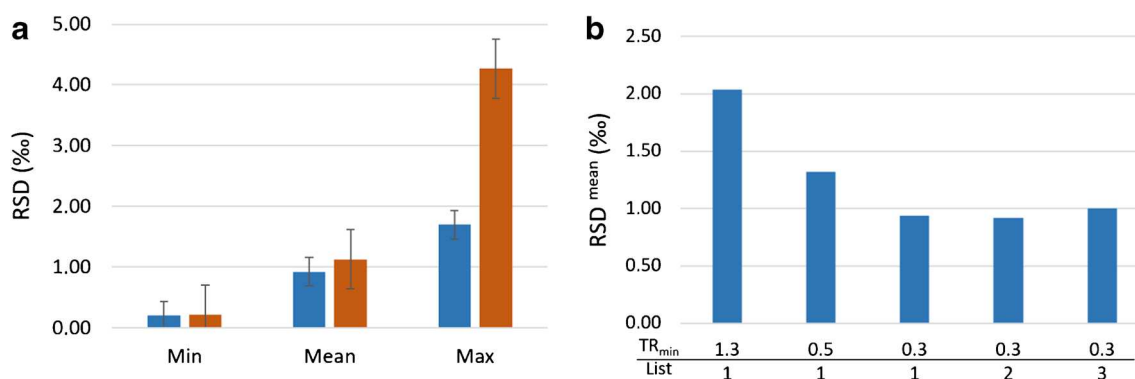 a
RSD (‰)
5.00
4.00
3.00
2.00
1.00
0.00
Min Mean Max
b
RSD mean (‰)
2.50
2.00
1.50
1.00
0.50
0.00
TRmin 1.3 0.5 0.3 0.3 0.3
List 1 1 1 2 3